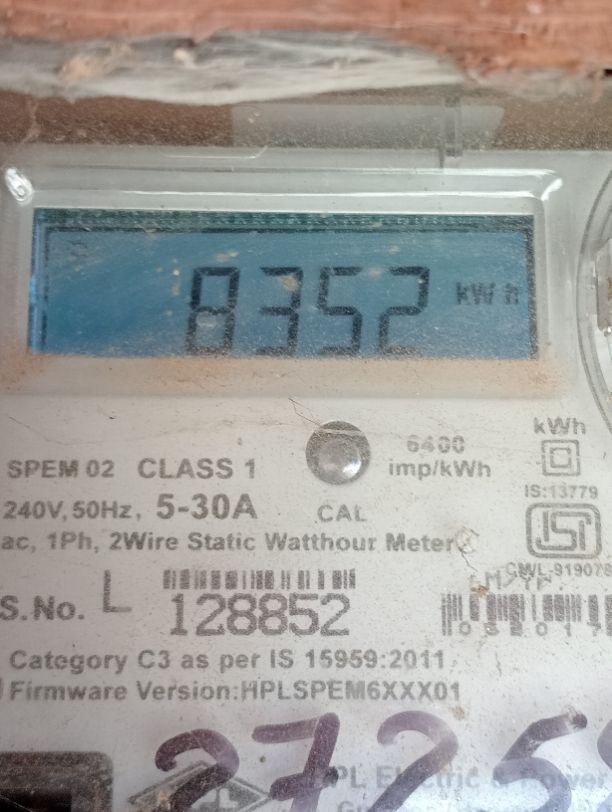 8352 kWh
kWh
6400
SPEM 02 CLASS 1 imp/kWh
IS:13779
240V, 50Hz, 5-30A CAL
ac, 1Ph, 2Wire Static Watthour Meter
S.No. L 128852
Category C3 as per IS 15959:2011
Firmware Version:HPLSPEM6XXX01